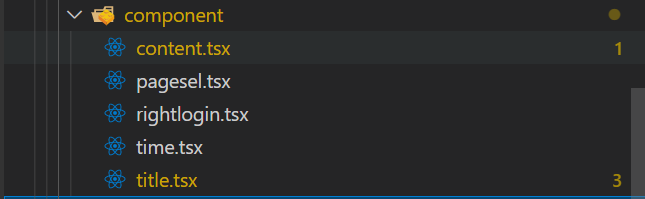 component
content.tsx 1
pagesel.tsx
rightlogin.tsx
time.tsx
title.tsx 3